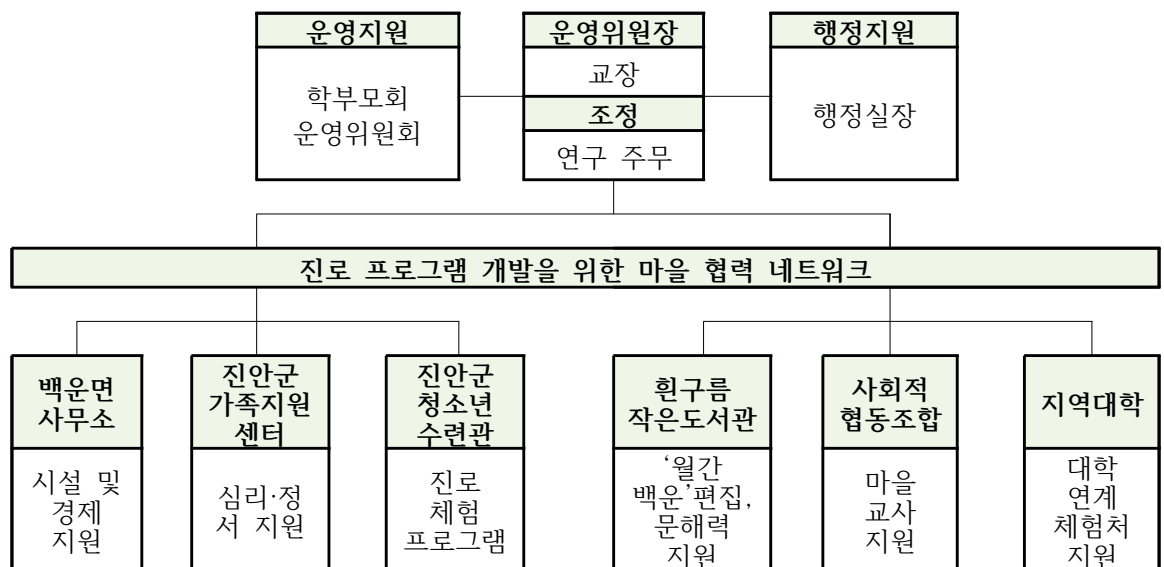 운영지원
학부모회
운영위원회
운영위원장
교장
조정
연구 주무
행정지원
행정실장
진로 프로그램 개발을 위한 마을 협력 네트워크
백운면
사무소
시설 및
경제
지원
진안군
가족지원
센터
심리·정
서 지원
진안군
청소년
수련관
진로
체험
프로그램
흰구름
작은도서관
‘월간
백운’편집,
문해력
지원
사회적
협동조합
마을
교사
지원
지역대학
대학
연계
체험처
지원